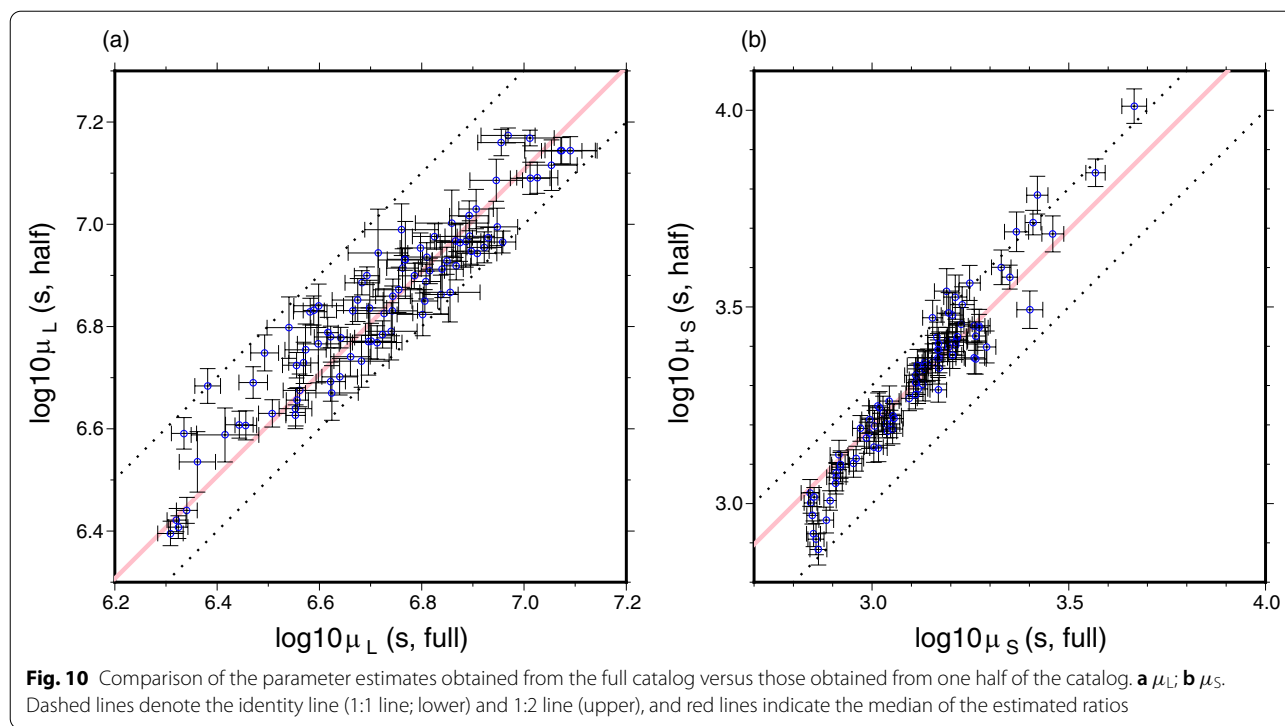 (a)
(b)
7.2
7.0
6.8
6.6
6.4
log10 μ L (s, half)
6.2 6.4 6.6 6.8 7.0 7.2
log10 μ L (s, full)
4.0
3.5
3.0
log10 μ S (s, half)
3.0 3.5 4.0
log10 μ S (s, full)
Fig. 10 Comparison of the parameter estimates obtained from the full catalog versus those obtained from one half of the catalog. a μL; b μS.
Dashed lines denote the identity line (1:1 line; lower) and 1:2 line (upper), and red lines indicate the median of the estimated ratios